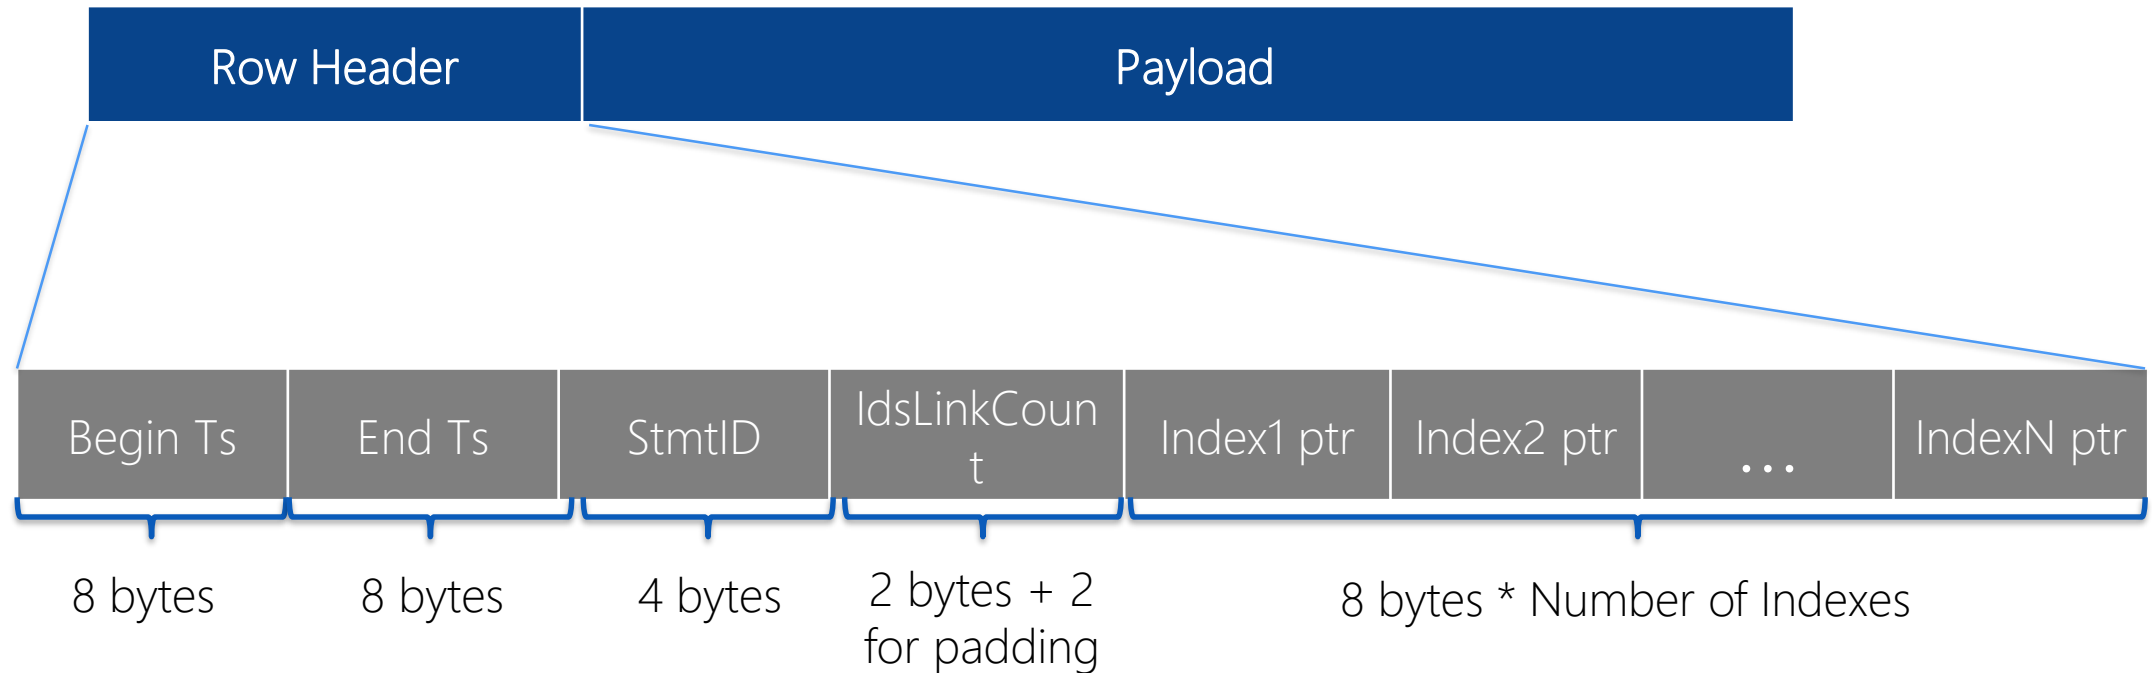 Row Header
Payload
Begin Ts
End Ts
StmtID
IdsLinkCoun
t
Index1 ptr
Index2 ptr
...
IndexN ptr
8 bytes
8 bytes
4 bytes
2 bytes + 2
for padding
8 bytes * Number of Indexes